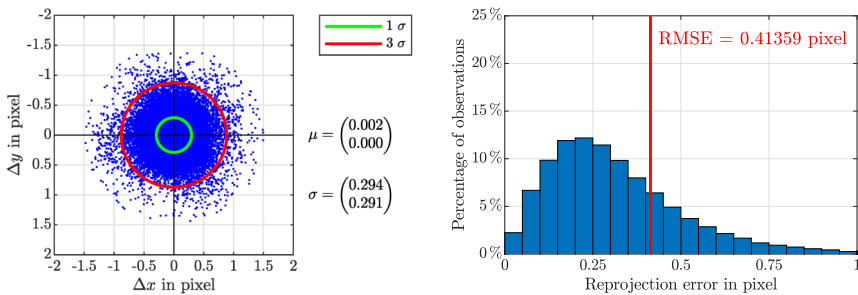 -2
-1.5
-1
-0.5
0
0.5
1
1.5
2
Δy in pixel
-2 -1.5 -1 -0.5 0 0.5 1 1.5 2
Δx in pixel
1 σ
3 σ
μ = (0.002
0.000)
σ = (0.294
0.291)
25 %
20 %
15 %
10 %
5 %
0 %
Percentage of observations
RMSE = 0.41359 pixel
0 0.25 0.5 0.75 1
Reprojection error in pixel